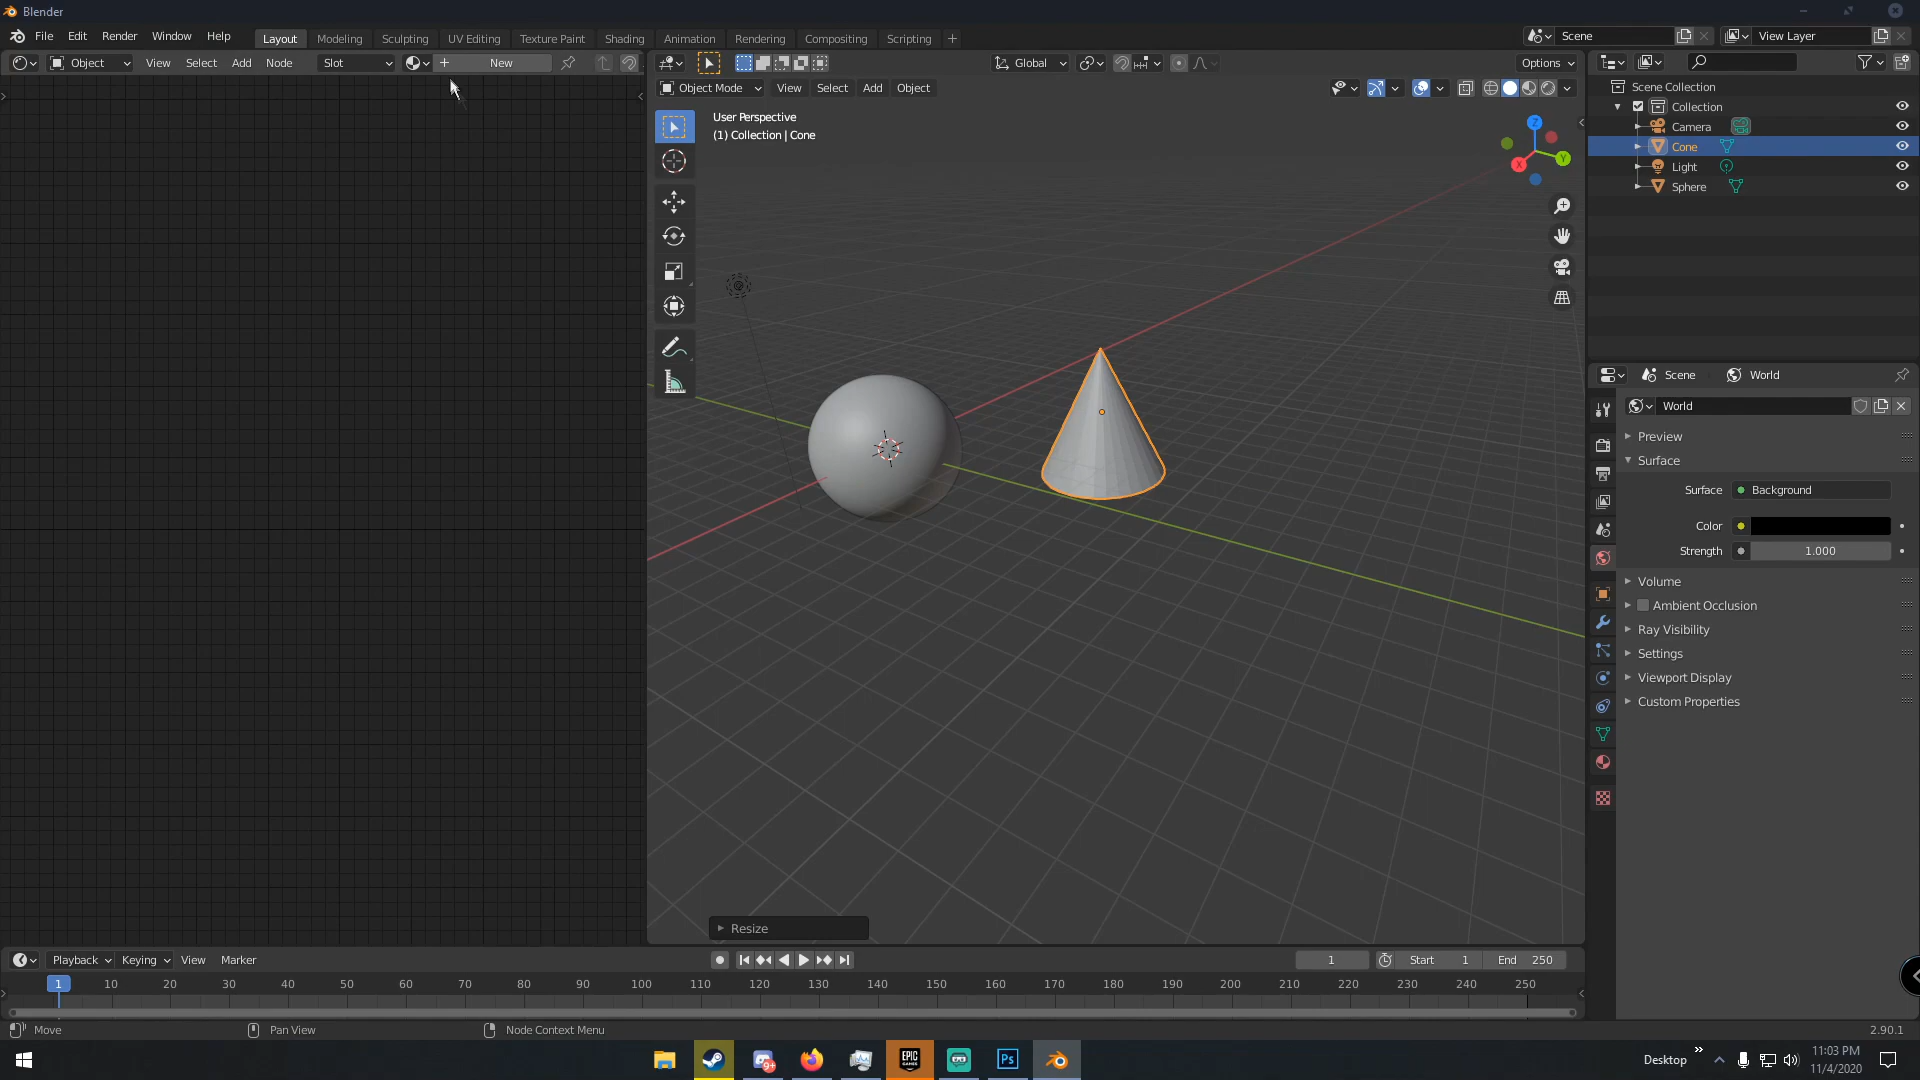 Blender
File Edit Render Window Help Layout Modeling Sculpting UV Editing Texture Paint Shading Animation Rendering Compositing Scripting + Scene View Layer
Object View Select Add Node Slot + New Global Options
Object Mode View Select Add Object
User Perspective
(1) Collection | Cone
Z
Y
X
Scene Collection
Collection
Camera
Cone
Light
Sphere
Scene World
World
Preview
Surface
Surface Background
Color
Strength 1.000
Volume
Ambient Occlusion
Ray Visibility
Settings
Viewport Display
Custom Properties
Resize
Playback Keying View Marker 1 Start 1 End 250
1 10 20 30 40 50 60 70 80 90 100 110 120 130 140 150 160 170 180 190 200 210 220 230 240 250
Move Pan View Node Context Menu 2.90.1
9+ EPIC GAMES Ps Desktop » 11:03 PM
11/4/2020